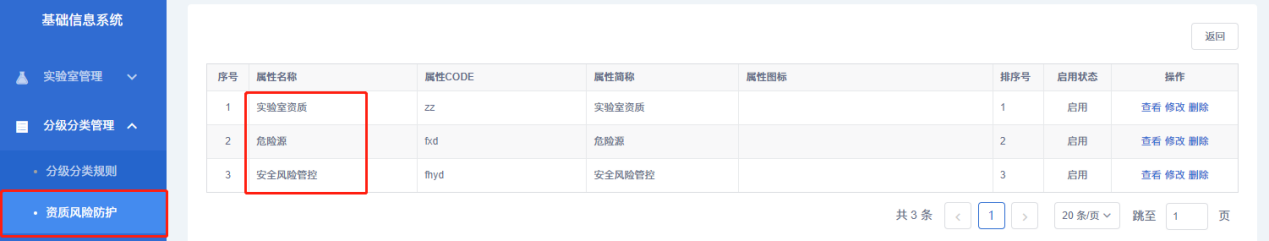 基础信息系统
实验室管理
分级分类管理
分级分类规则
资质风险防护
返回
序号 属性名称 属性CODE 属性简称 属性图标 排序号 启用状态 操作
1 实验室资质 zz 实验室资质 1 启用 查看 修改 删除
2 危险源 fxd 危险源 2 启用 查看 修改 删除
3 安全风险管控 fhyd 安全风险管控 3 启用 查看 修改 删除
共 3 条 < 1 > 20 条/页 跳至 1 页